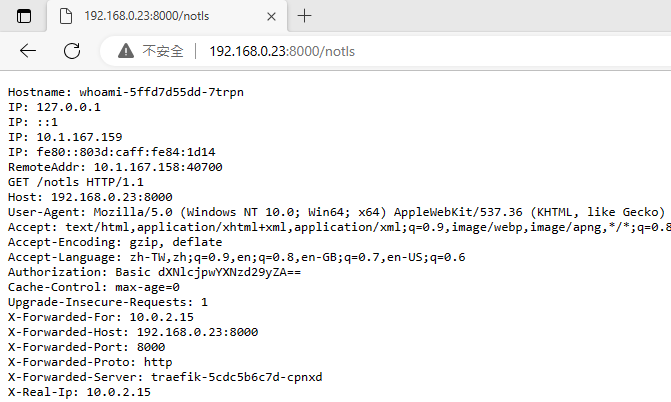 192.168.0.23:8000/notls
不安全 192.168.0.23:8000/notls
Hostname: whoami-5ffd7d55dd-7trpn
IP: 127.0.0.1
IP: ::1
IP: 10.1.167.159
IP: fe80::803d:caff:fe84:1d14
RemoteAddr: 10.1.167.158:40700
GET /notls HTTP/1.1
Host: 192.168.0.23:8000
User-Agent: Mozilla/5.0 (Windows NT 10.0; Win64; x64) AppleWebKit/537.36 (KHTML, like Gecko)
Accept: text/html,application/xhtml+xml,application/xml;q=0.9,image/webp,image/apng,*/*;q=0.8
Accept-Encoding: gzip, deflate
Accept-Language: zh-TW,zh;q=0.9,en;q=0.8,en-GB;q=0.7,en-US;q=0.6
Authorization: Basic dXNlcjpwYXNzd29yZA==
Cache-Control: max-age=0
Upgrade-Insecure-Requests: 1
X-Forwarded-For: 10.0.2.15
X-Forwarded-Host: 192.168.0.23:8000
X-Forwarded-Port: 8000
X-Forwarded-Proto: http
X-Forwarded-Server: traefik-5cdc5b6c7d-cpnxd
X-Real-Ip: 10.0.2.15